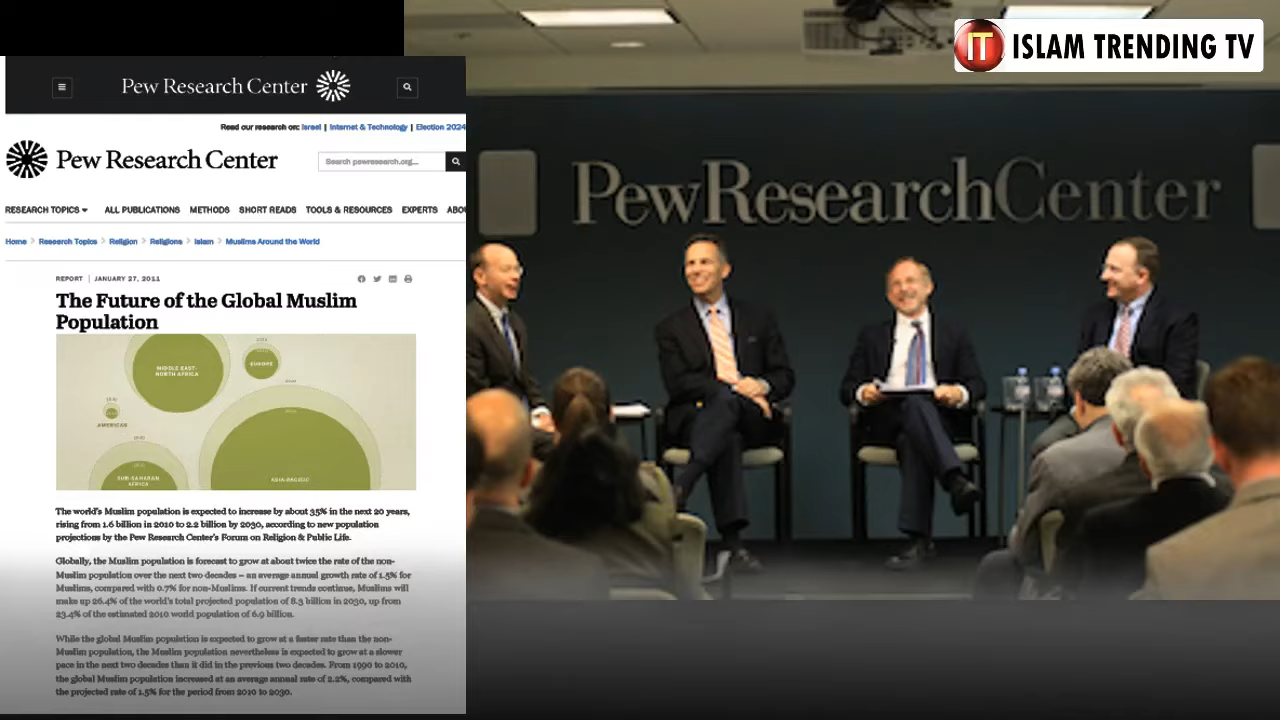 IT ISLAM TRENDING TV
Pew Research Center
Read our research on: Israel | Internet & Technology | Election 2024
Pew Research Center
Search pewresearch.org...
RESEARCH TOPICS ALL PUBLICATIONS METHODS SHORT READS TOOLS & RESOURCES EXPERTS ABOU
Home > Research Topics > Religion > Religions > Islam > Muslims Around the World
REPORT | JANUARY 27, 2011
The Future of the Global Muslim
Population
MIDDLE EAST-
NORTH AFRICA
EUROPE
AMERICAS
SUB-SAHARAN
AFRICA
ASIA-PACIFIC
The world's Muslim population is expected to increase by about 35% in the next 20 years,
rising from 1.6 billion in 2010 to 2.2 billion by 2030, according to new population
projections by the Pew Research Center's Forum on Religion & Public Life.
Globally, the Muslim population is forecast to grow at about twice the rate of the non-
Muslim population over the next two decades – an average annual growth rate of 1.5% for
Muslims, compared with 0.7% for non-Muslims. If current trends continue, Muslims will
make up 26.4% of the world's total projected population of 8.3 billion in 2030, up from
23.4% of the estimated 2010 world population of 6.9 billion.
While the global Muslim population is expected to grow at a faster rate than the non-
Muslim population, the Muslim population nevertheless is expected to grow at a slower
pace in the next two decades than it did in the previous two decades. From 1990 to 2010,
the global Muslim population increased at an average annual rate of 2.2%, compared with
the projected rate of 1.5% for the period from 2010 to 2030.
PewResearchCenter